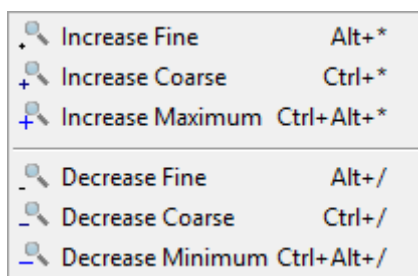 Increase Fine Alt+*
Increase Coarse Ctrl+*
Increase Maximum Ctrl+Alt+*
Decrease Fine Alt+/
Decrease Coarse Ctrl+/
Decrease Minimum Ctrl+Alt+/